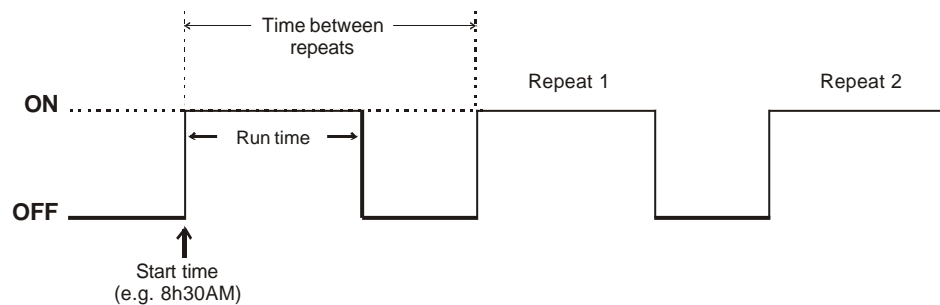 Time between
repeats
Repeat 1
Repeat 2
ON
Run time
OFF
Start time
(e.g. 8h30AM)